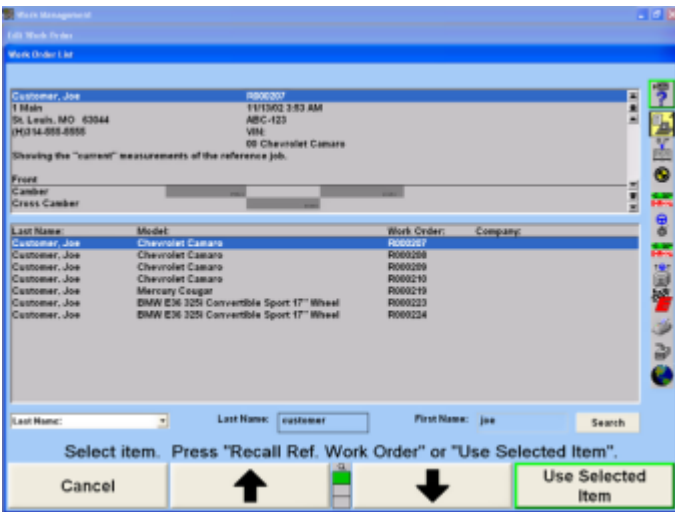 Work Management
Edit Work Order
Work Order List
Customer, Joe R000207
1 Main 11/13/02 3:53 AM
St. Louis, MO 63044 ABC-123
(H)314-555-5555 VIN:
00 Chevrolet Camaro
Showing the "current" measurements of the reference job.
Front
Camber
Cross Camber
Last Name: Model: Work Order: Company:
Customer, Joe Chevrolet Camaro R000207
Customer, Joe Chevrolet Camaro R000208
Customer, Joe Chevrolet Camaro R000209
Customer, Joe Chevrolet Camaro R000210
Customer, Joe Mercury Cougar R000219
Customer, Joe BMW E36 325i Convertible Sport 17" Wheel R000223
Customer, Joe BMW E36 325i Convertible Sport 17" Wheel R000224
Last Name: Last Name: customer First Name: joe Search
Select item. Press "Recall Ref. Work Order" or "Use Selected Item".
Cancel Use Selected Item